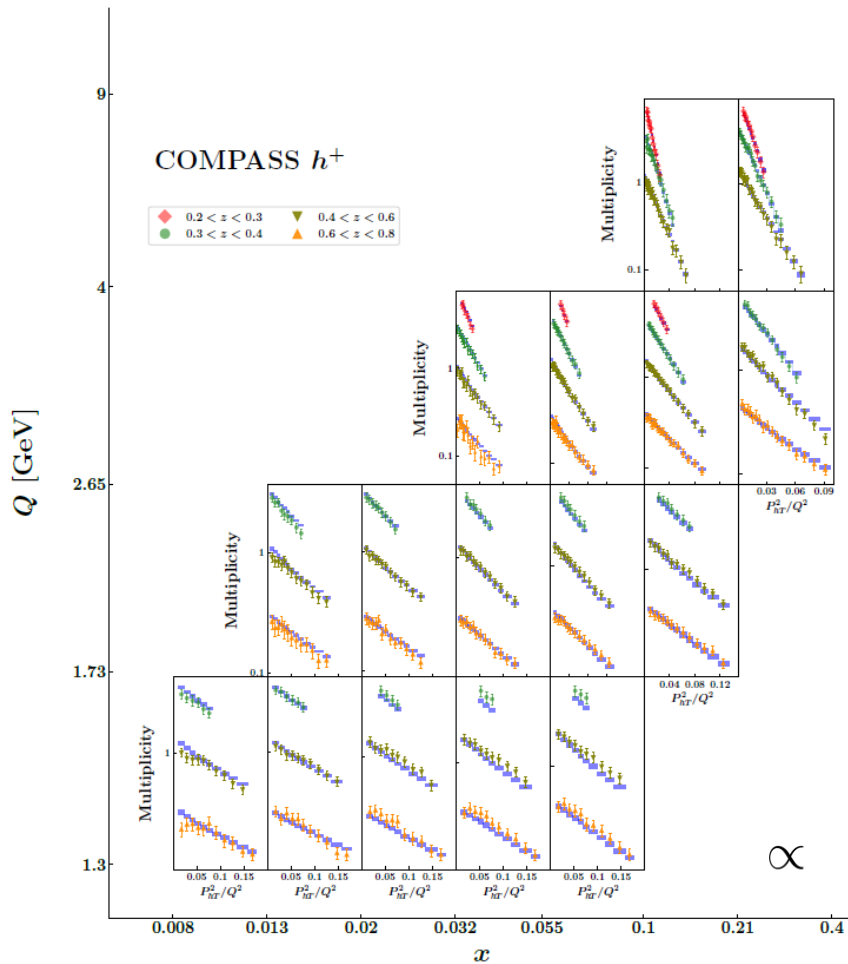 9
COMPASS h⁺
0.2 < z < 0.3
0.4 < z < 0.6
0.3 < z < 0.4
0.6 < z < 0.8
Multiplicity
1
0.1
4
Multiplicity
1
0.1
0.03 0.06 0.09
P²hT/Q²
Q [GeV]
2.65
Multiplicity
1
0.1
0.04 0.08 0.12
P²hT/Q²
1.73
Multiplicity
1
0.05 0.10 0.15 0.05 0.10 0.15 0.05 0.10 0.15 0.05 0.10 0.15 0.05 0.10 0.15
P²hT/Q² P²hT/Q² P²hT/Q² P²hT/Q² P²hT/Q²
1.3
∝
0.008 0.013 0.02 0.032 0.055 0.1 0.21 0.4
x